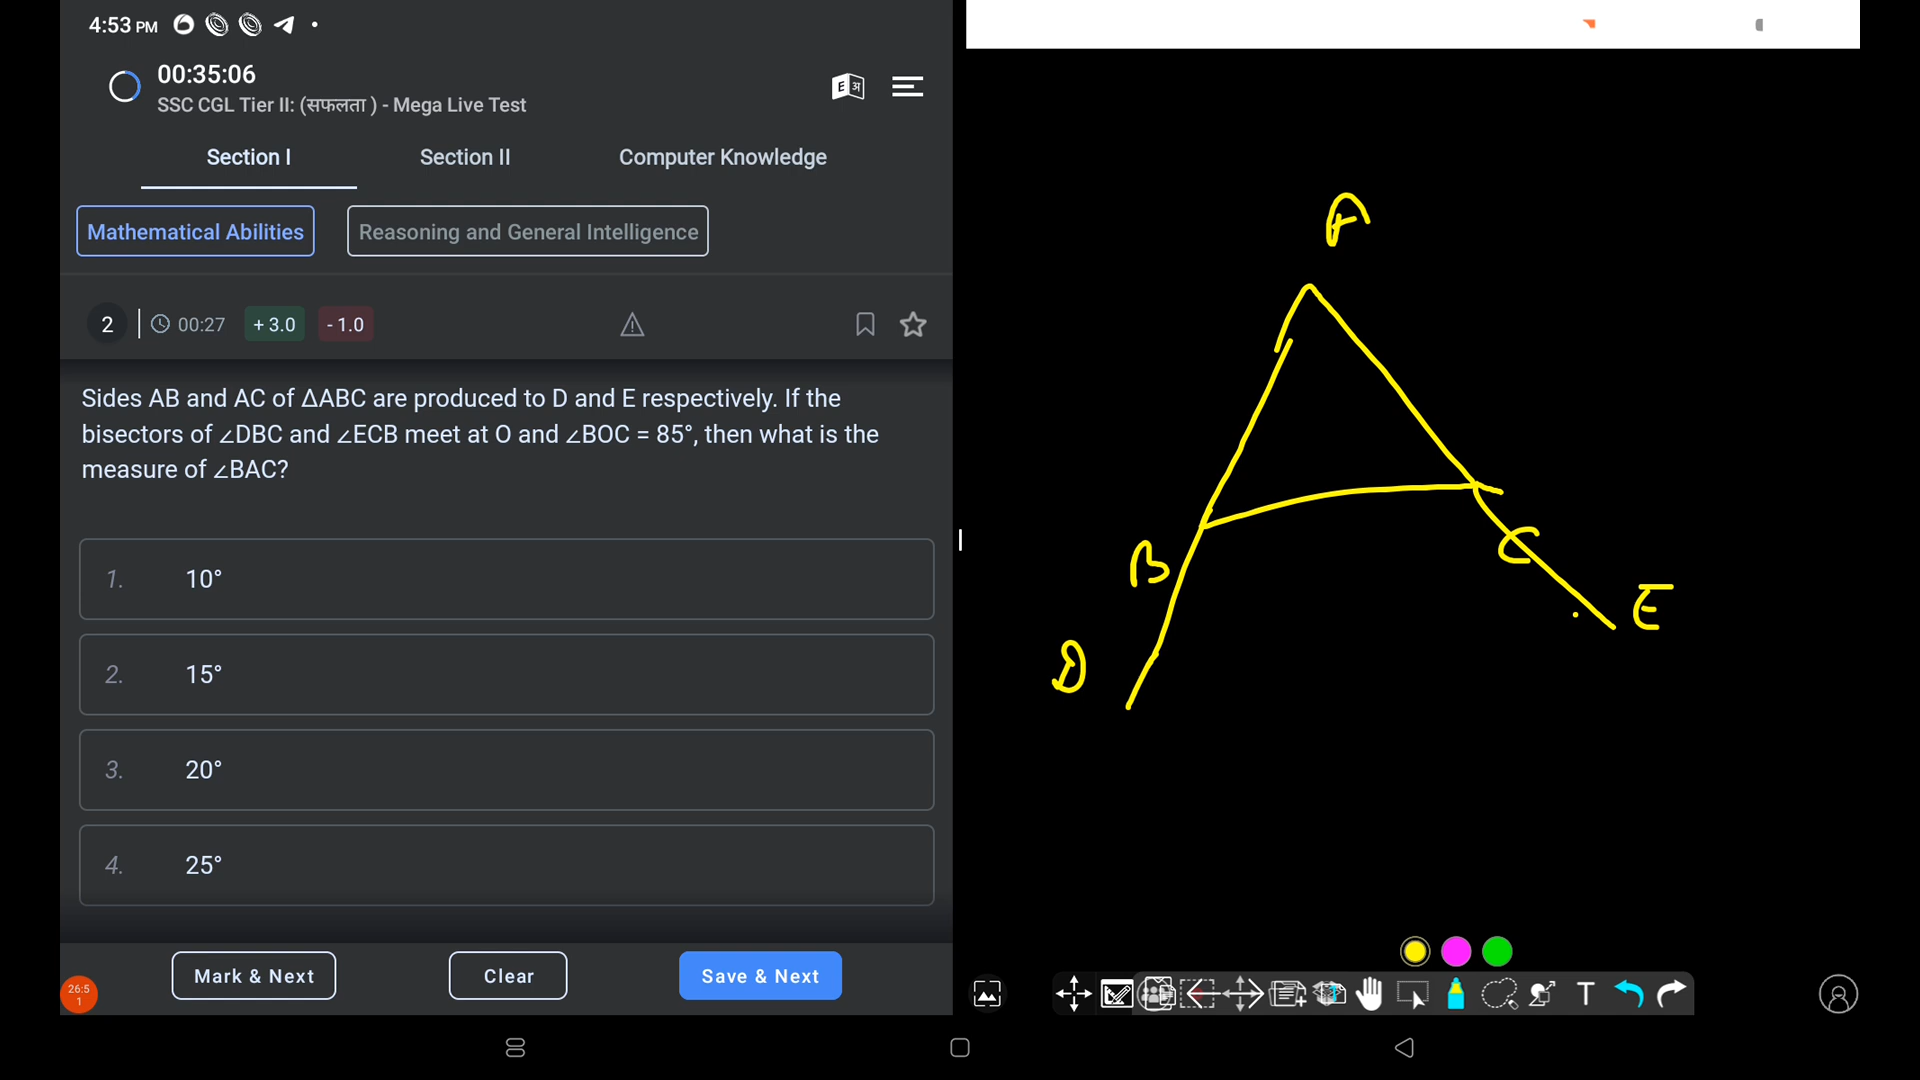 4:53 PM
00:35:06
SSC CGL Tier II: (सफलता ) - Mega Live Test
E अ
Section I Section II Computer Knowledge
Mathematical Abilities Reasoning and General Intelligence
2 00:27 + 3.0 - 1.0
Sides AB and AC of ΔABC are produced to D and E respectively. If the
bisectors of ∠DBC and ∠ECB meet at O and ∠BOC = 85°, then what is the
measure of ∠BAC?
1. 10°
2. 15°
3. 20°
4. 25°
Mark & Next Clear Save & Next
26:5
1
A
B
C
D
E
T